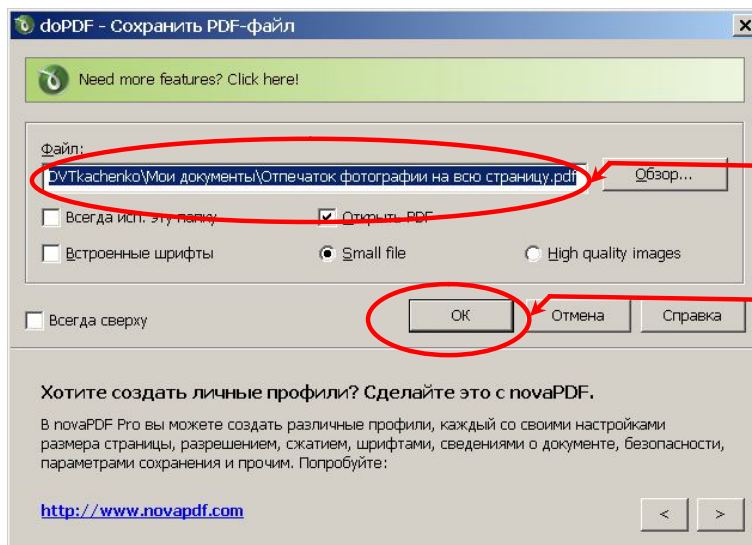 doPDF - Сохранить PDF-файл
Need more features? Click here!
Файл:
DVTkachenko\Мои документы\Отпечаток фотографии на всю страницу.pdf
Обзор...
Всегда исп. эту папку
Открыть PDF
Встроенные шрифты
Small file
High quality images
Всегда сверху
ОК
Отмена
Справка
Хотите создать личные профили? Сделайте это с novaPDF.
В novaPDF Pro вы можете создать различные профили, каждый со своими настройками
размера страницы, разрешением, сжатием, шрифтами, сведениями о документе, безопасности,
параметрами сохранения и прочим. Попробуйте:
http://www.novapdf.com
< >